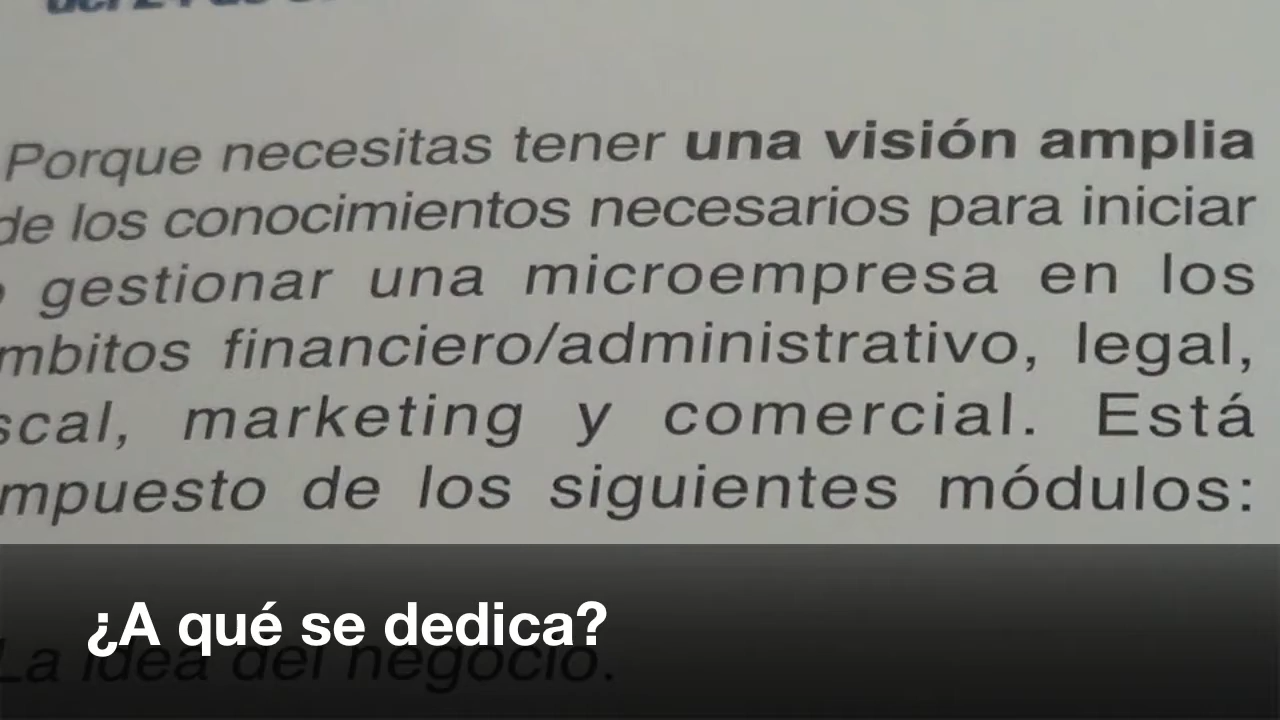 Porque necesitas tener una visión amplia
de los conocimientos necesarios para iniciar
gestionar una microempresa en los
mbitos financiero/administrativo, legal,
scal, marketing y comercial. Está
mpuesto de los siguientes módulos:
¿A qué se dedica?
La idea del negocio.